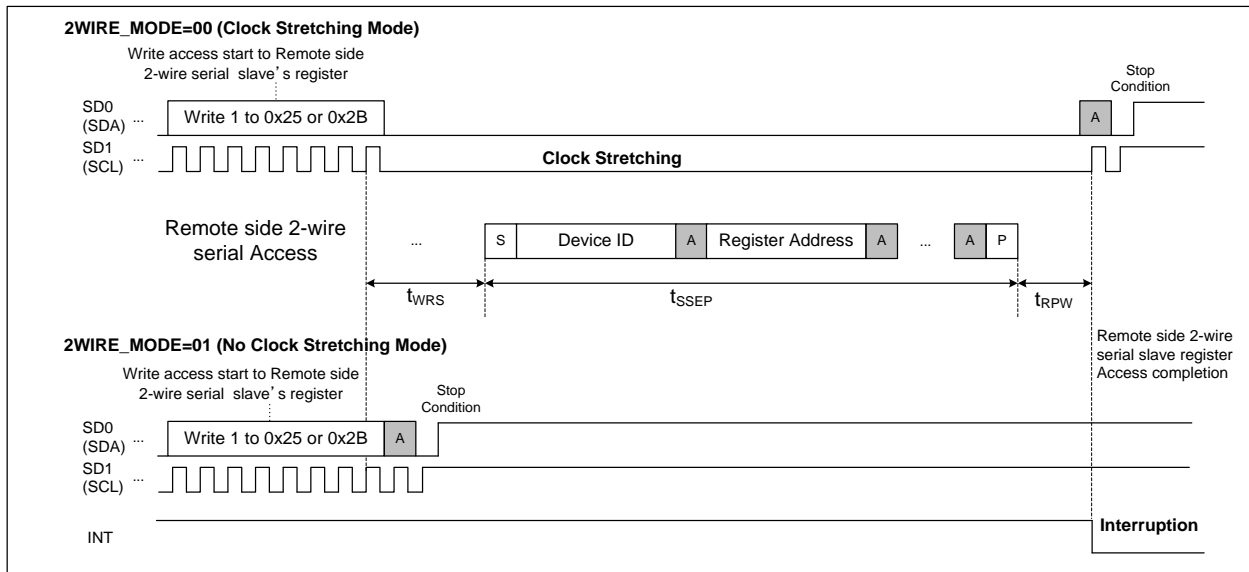 2WIRE_MODE=00 (Clock Stretching Mode)
Write access start to Remote side
2-wire serial slave's register
Stop
Condition
SD0
(SDA)
...
Write 1 to 0x25 or 0x2B
A
SD1
(SCL)
...
Clock Stretching
Remote side 2-wire
serial Access
...
S
Device ID
A
Register Address
A
...
A
P
tWRS
tSSEP
tRPW
2WIRE_MODE=01 (No Clock Stretching Mode)
Remote side 2-wire
serial slave register
Access completion
Write access start to Remote side
2-wire serial slave's register
Stop
Condition
SD0
(SDA)
...
Write 1 to 0x25 or 0x2B
A
SD1
(SCL)
...
INT
Interruption